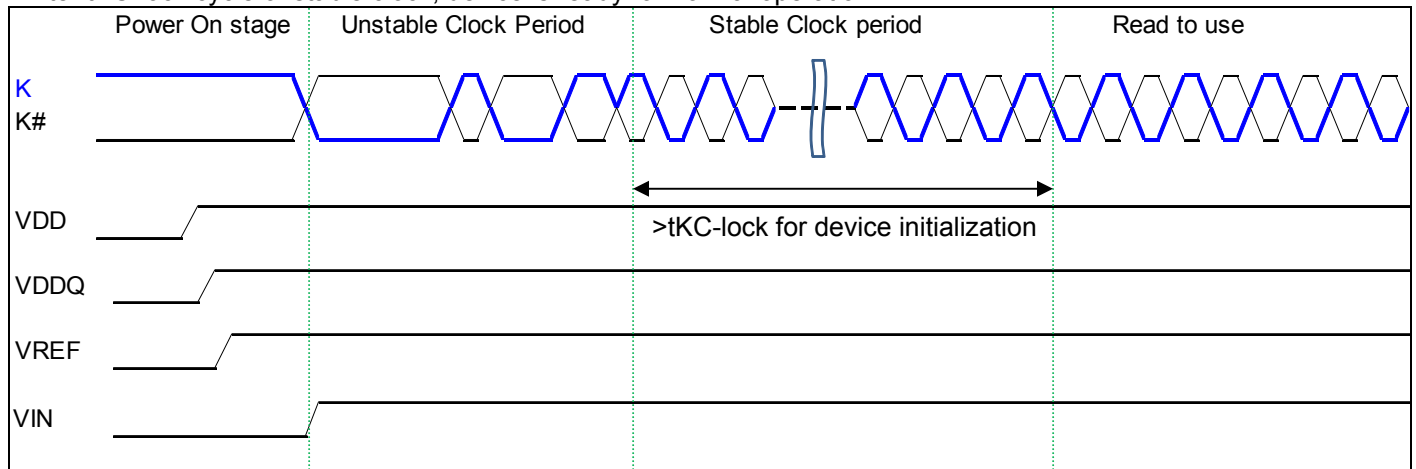 Power On stage Unstable Clock Period Stable Clock period Read to use
K
K#
VDD
>tKC-lock for device initialization
VDDQ
VREF
VIN